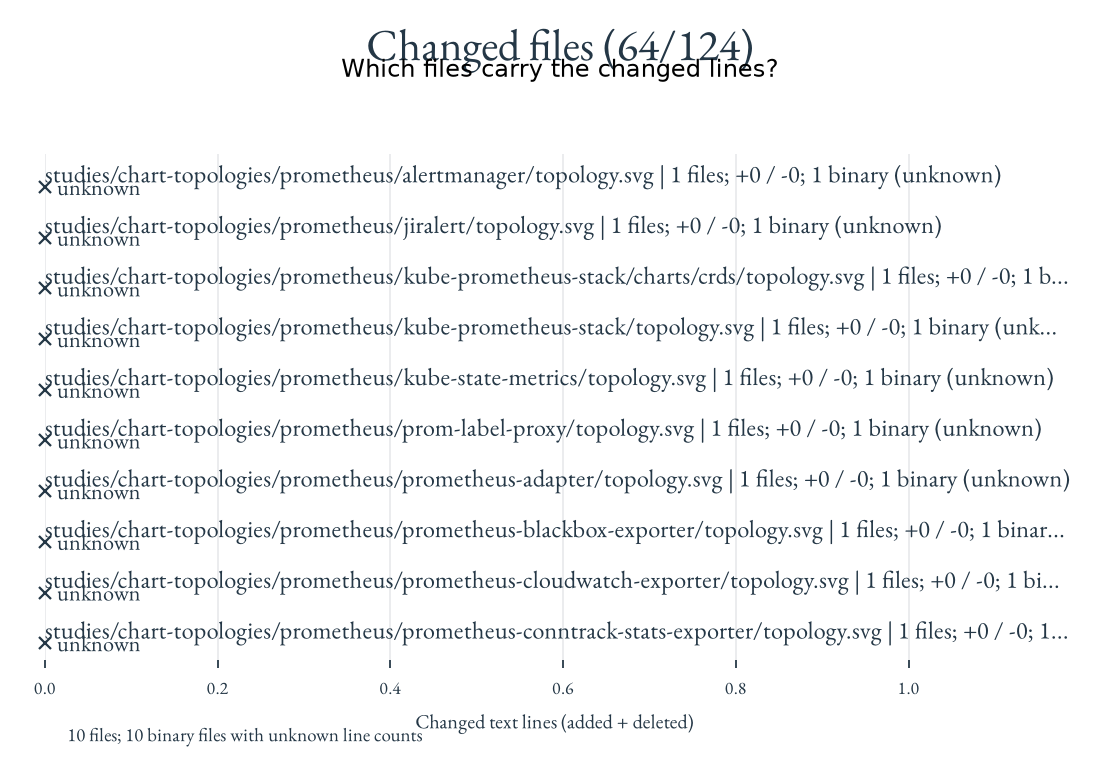 Changed files (64/124)
Which files carry the changed lines?
studies/chart-topologies/prometheus/alertmanager/topology.svg | 1 files; +0 / -0; 1 binary (unknown)
unknown
studies/chart-topologies/prometheus/jiralert/topology.svg | 1 files; +0 / -0; 1 binary (unknown)
unknown
studies/chart-topologies/prometheus/kube-prometheus-stack/charts/crds/topology.svg | 1 files; +0 / -0; 1 b...
unknown
studies/chart-topologies/prometheus/kube-prometheus-stack/topology.svg | 1 files; +0 / -0; 1 binary (unk...
unknown
studies/chart-topologies/prometheus/kube-state-metrics/topology.svg | 1 files; +0 / -0; 1 binary (unknown)
unknown
studies/chart-topologies/prometheus/prom-label-proxy/topology.svg | 1 files; +0 / -0; 1 binary (unknown)
unknown
studies/chart-topologies/prometheus/prometheus-adapter/topology.svg | 1 files; +0 / -0; 1 binary (unknown)
unknown
studies/chart-topologies/prometheus/prometheus-blackbox-exporter/topology.svg | 1 files; +0 / -0; 1 binar...
unknown
studies/chart-topologies/prometheus/prometheus-cloudwatch-exporter/topology.svg | 1 files; +0 / -0; 1 bi...
unknown
studies/chart-topologies/prometheus/prometheus-conntrack-stats-exporter/topology.svg | 1 files; +0 / -0; 1...
unknown
0.0 0.2 0.4 0.6 0.8 1.0
Changed text lines (added + deleted)
10 files; 10 binary files with unknown line counts